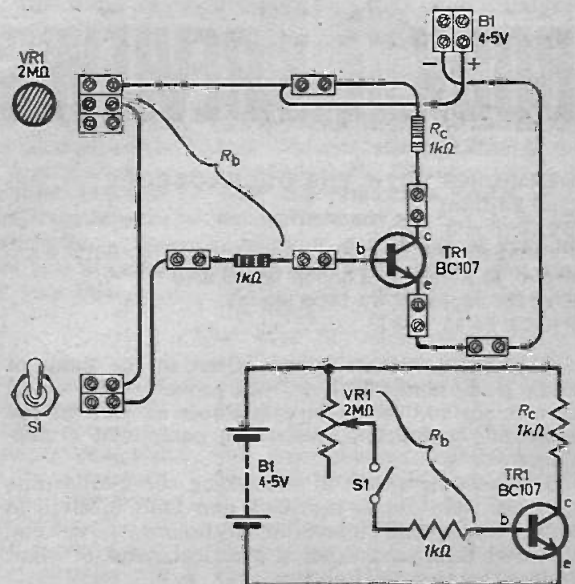 VR1
2MΩ
B1
4·5V
− +
Rc
1kΩ
Rb
c
b
TR1
BC107
1kΩ
e
S1
VR1
2MΩ
Rb
Rc
1kΩ
B1
4·5V
S1
TR1
BC107
c
b
1kΩ
e